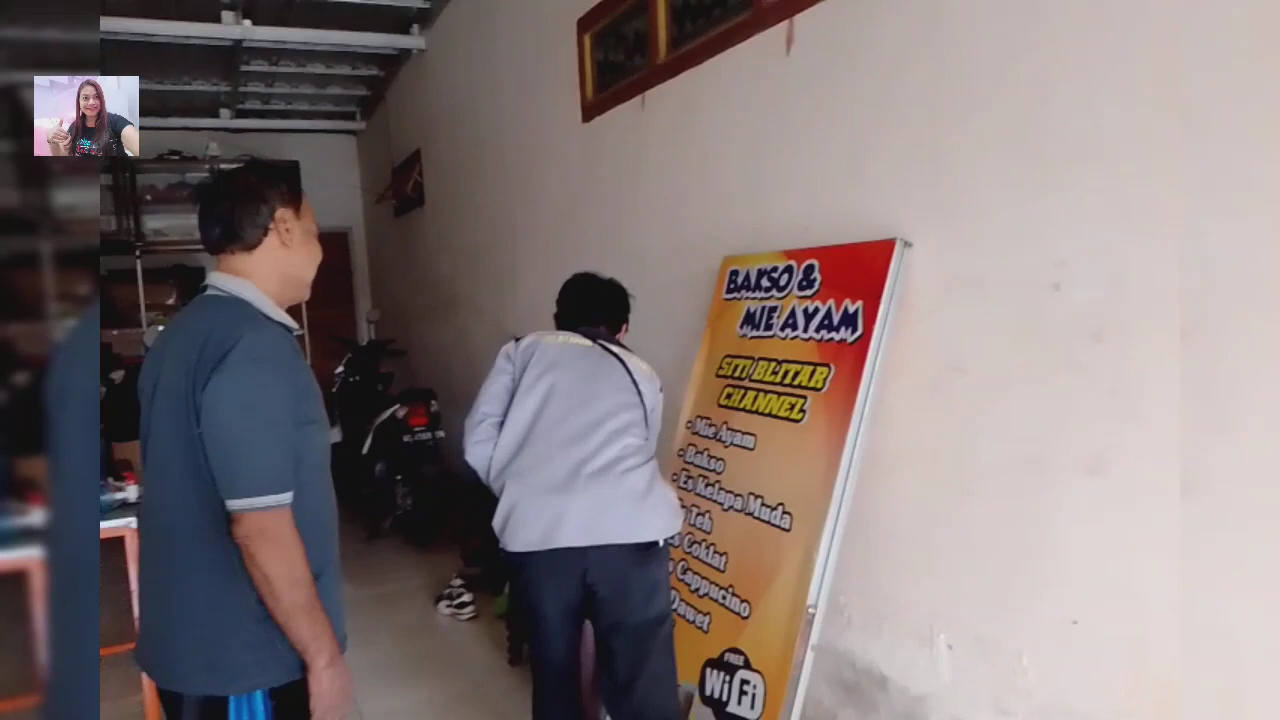 BAKSO &
MIE AYAM
SITI BLITAR
CHANNEL
- Mie Ayam
- Bakso
- Es Kelapa Muda
Teh
Coklat
Cappucino
Dawet
FREE
WiFi